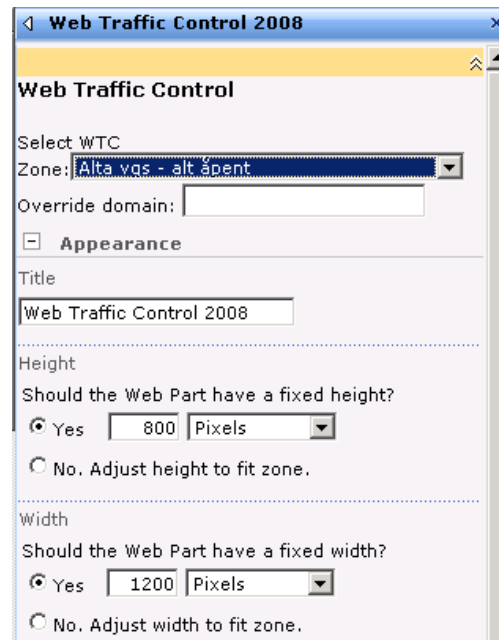 Web Traffic Control 2008
Web Traffic Control
Select WTC
Zone: Alta vgs - alt åpent
Override domain:
Appearance
Title
Web Traffic Control 2008
Height
Should the Web Part have a fixed height?
Yes 800 Pixels
No. Adjust height to fit zone.
Width
Should the Web Part have a fixed width?
Yes 1200 Pixels
No. Adjust width to fit zone.